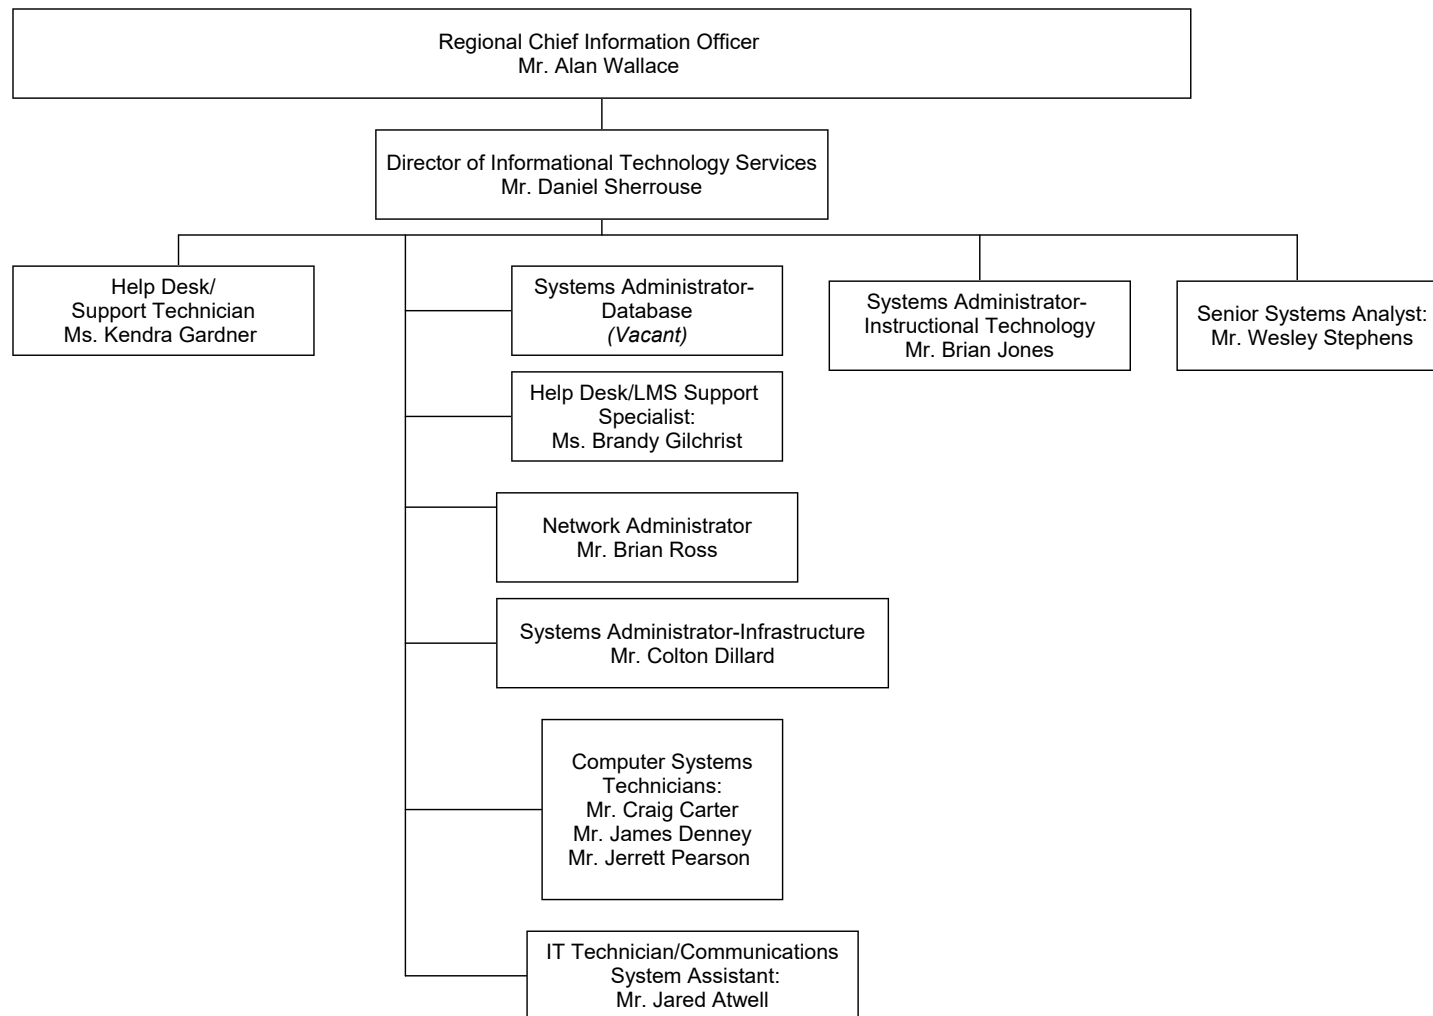 Regional Chief Information Officer
Mr. Alan Wallace
Director of Informational Technology Services
Mr. Daniel Sherrouse
Help Desk/
Support Technician
Ms. Kendra Gardner
Systems Administrator-
Database
(Vacant)
Systems Administrator-
Instructional Technology
Mr. Brian Jones
Senior Systems Analyst:
Mr. Wesley Stephens
Help Desk/LMS Support
Specialist:
Ms. Brandy Gilchrist
Network Administrator
Mr. Brian Ross
Systems Administrator-Infrastructure
Mr. Colton Dillard
Computer Systems
Technicians:
Mr. Craig Carter
Mr. James Denney
Mr. Jerrett Pearson
IT Technician/Communications
System Assistant:
Mr. Jared Atwell